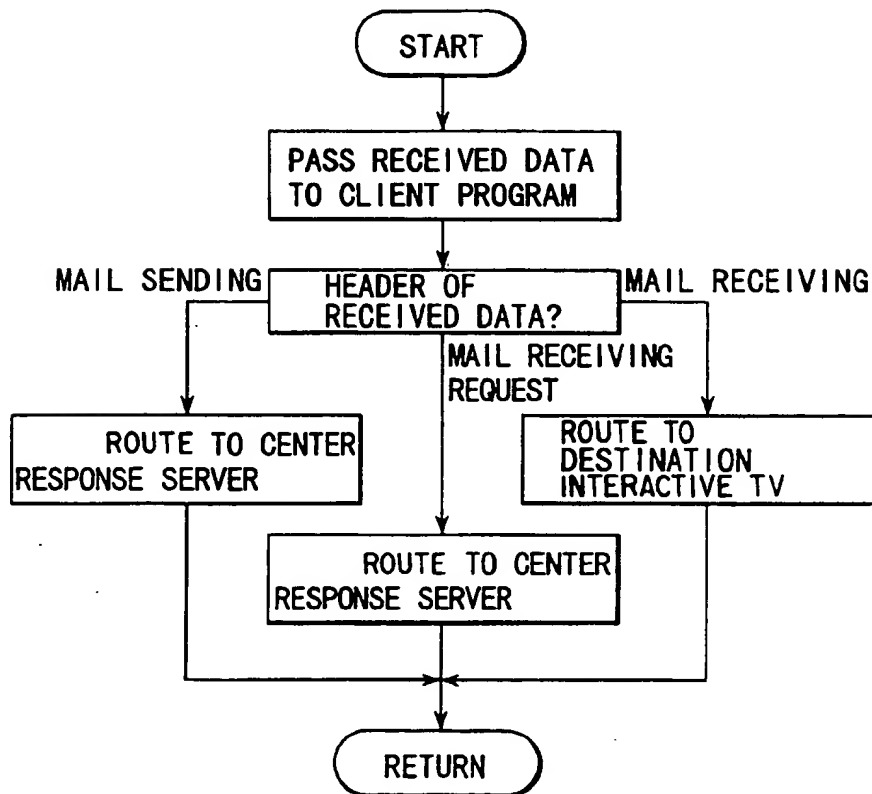 START
PASS RECEIVED DATA
TO CLIENT PROGRAM
MAIL SENDING
HEADER OF
RECEIVED DATA?
MAIL RECEIVING
MAIL RECEIVING
REQUEST
ROUTE TO CENTER
RESPONSE SERVER
ROUTE TO
DESTINATION
INTERACTIVE TV
ROUTE TO CENTER
RESPONSE SERVER
RETURN